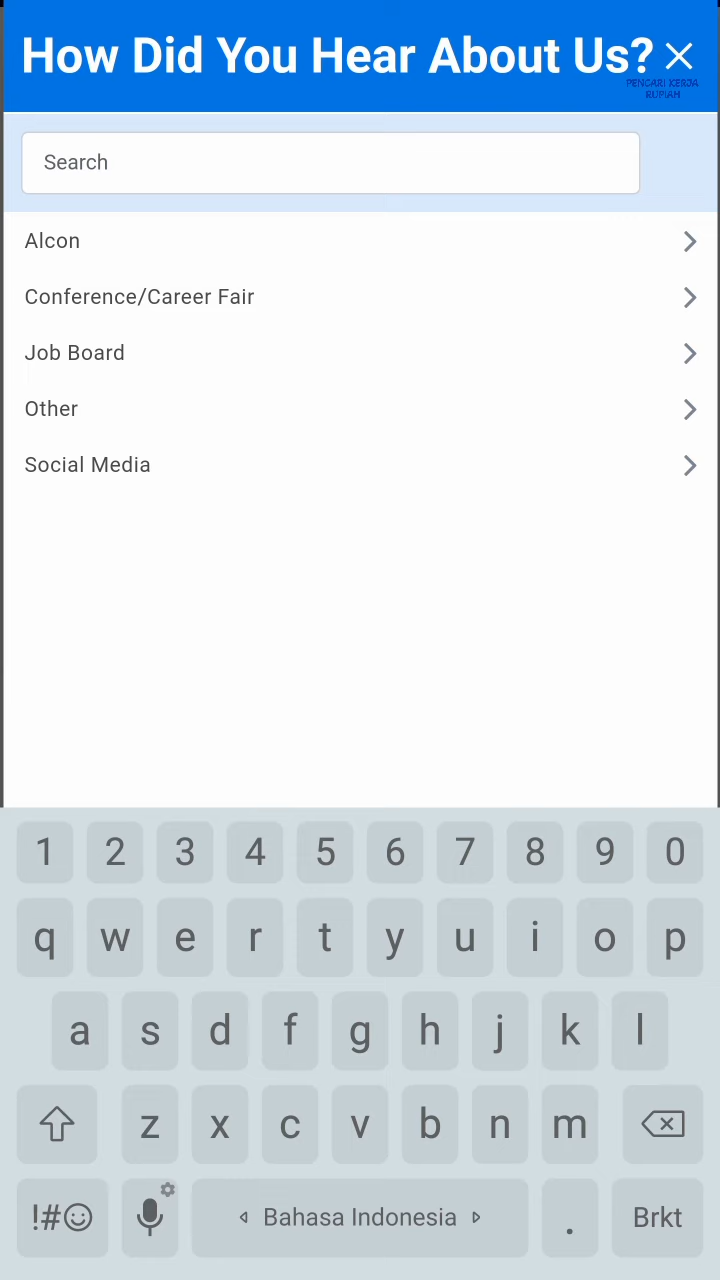 How Did You Hear About Us?
PENCARI KERJA
RUPIAH
Search
Alcon
Conference/Career Fair
Job Board
Other
Social Media
1 2 3 4 5 6 7 8 9 0
q w e r t y u i o p
a s d f g h j k l
z x c v b n m
!#☺ Bahasa Indonesia . Brkt